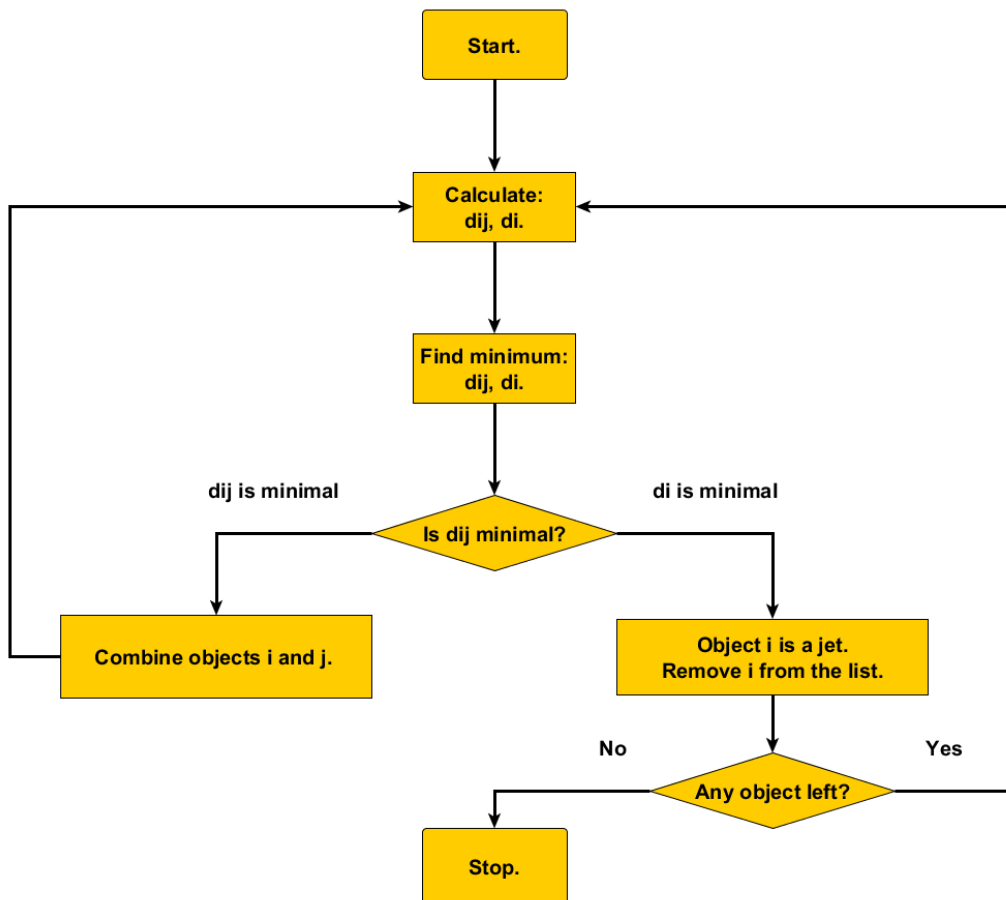 Start.
Calculate:
dij, di.
Find minimum:
dij, di.
dij is minimal
di is minimal
Is dij minimal?
Combine objects i and j.
Object i is a jet.
Remove i from the list.
No
Yes
Any object left?
Stop.